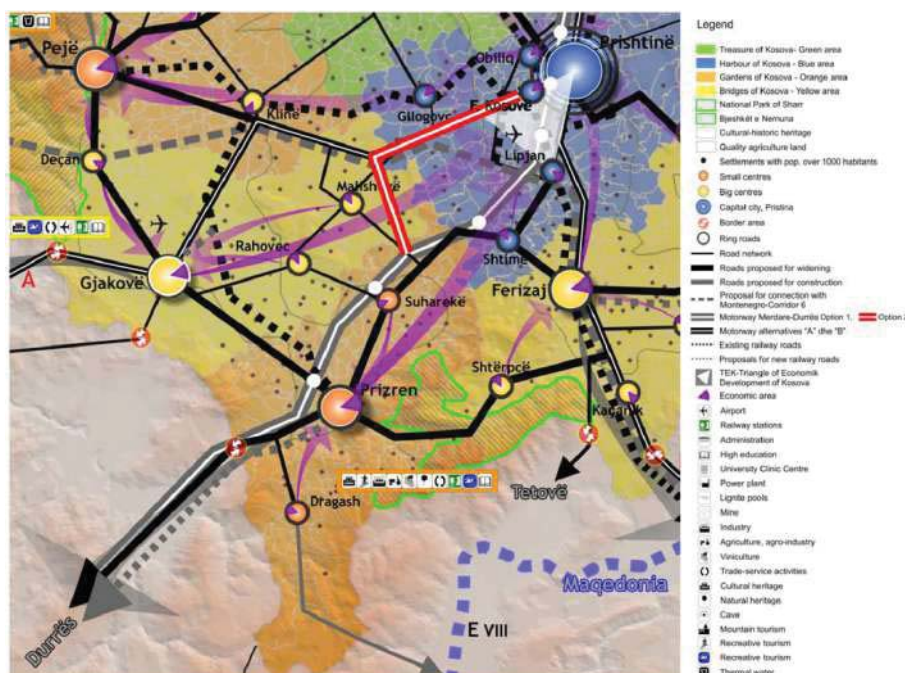 Pejë
Obiliq
Prishtinë
Klinë
Gllogovc
F. Kosovë
Deçan
Lipjan
Malishevë
Rahovec
Shtime
A
Gjakovë
Ferizaj
Suharekë
Shtërpcë
Prizren
Kaçanik
Tetovë
Dragash
Maqedonia
E VIII
Durrës
Legend
Treasure of Kosova- Green area
Harbour of Kosova - Blue area
Gardens of Kosova - Orange area
Bridges of Kosova - Yellow area
National Park of Sharr
Bjeshkët e Nemuna
Cultural-historic heritage
Quality agriculture land
Settlements with pop. over 1000 habitants
Small centres
Big centres
Capital city, Pristina
Border area
Ring roads
Road network
Roads proposed for widening
Roads proposed for construction
Proposal for connection with
Montenegro-Corridor 6
Motorway Merdare-Durrës Option 1, Option 2
Motorway alternatives "A" dhe "B"
Existing railway roads
Proposals for new railway roads
TEK-Triangle of Economik
Development of Kosova
Economic area
Airport
Railway stations
Administration
High education
University Clinic Centre
Power plant
Lignite pools
Mine
Industry
Agriculture, agro-industry
Viniculture
Trade-service activities
Cultural heritage
Natural heritage
Cave
Mountain tourism
Recreative tourism
Recreative tourism
Thermal water